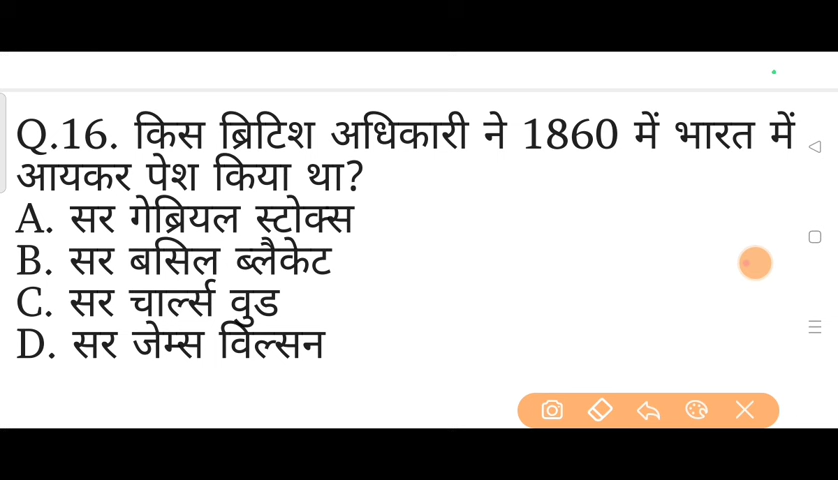 Q.16. किस ब्रिटिश अधिकारी ने 1860 में भारत में
आयकर पेश किया था?
A. सर गेब्रियल स्टोक्स
B. सर बसिल ब्लैकेट
C. सर चार्ल्स वुड
D. सर जेम्स विल्सन